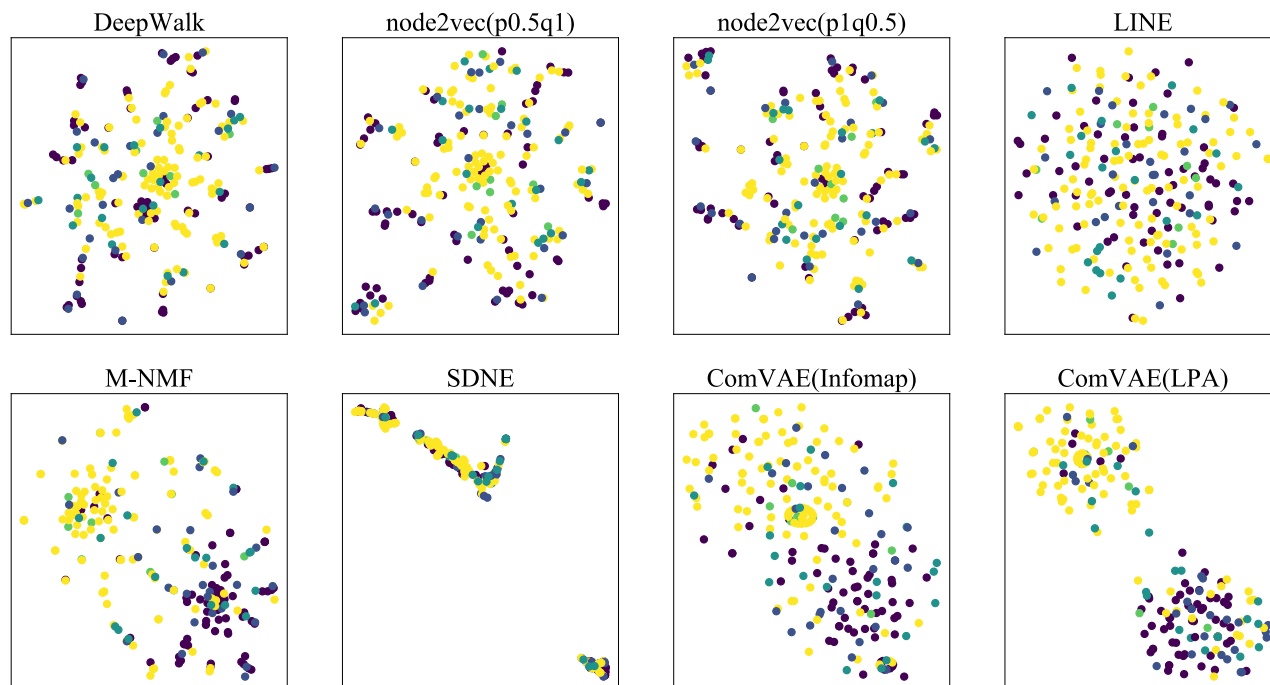 DeepWalk
node2vec(p0.5q1)
node2vec(p1q0.5)
LINE
M-NMF
SDNE
ComVAE(Infomap)
ComVAE(LPA)